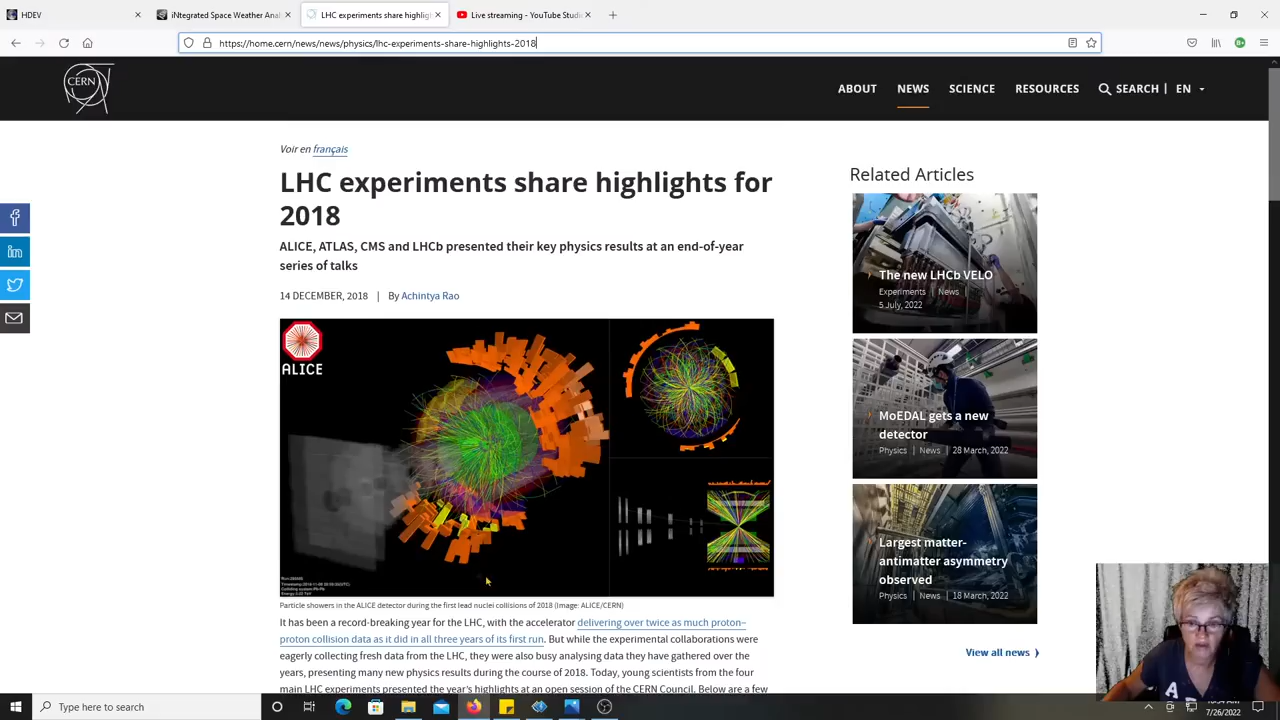 HDEV
iNtegrated Space Weather Anal
LHC experiments share highlight
Live streaming - YouTube Studio
https://home.cern/news/news/physics/lhc-experiments-share-highlights-2018
CERN
ABOUT NEWS SCIENCE RESOURCES SEARCH | EN
Voir en français
LHC experiments share highlights for
2018
ALICE, ATLAS, CMS and LHCb presented their key physics results at an end-of-year
series of talks
14 DECEMBER, 2018 | By Achintya Rao
ALICE
Particle showers in the ALICE detector during the first lead nuclei collisions of 2018 (Image: ALICE/CERN)
It has been a record-breaking year for the LHC, with the accelerator delivering over twice as much proton–
proton collision data as it did in all three years of its first run. But while the experimental collaborations were
eagerly collecting fresh data from the LHC, they were also busy analysing data they have gathered over the
years, presenting many new physics results during the course of 2018. Today, young scientists from the four
main LHC experiments presented the year's highlights at an open session of the CERN Council. Below are a few
Related Articles
The new LHCb VELO
Experiments | News |
5 July, 2022
MoEDAL gets a new
detector
Physics | News | 28 March, 2022
Largest matter-
antimatter asymmetry
observed
Physics | News | 18 March, 2022
View all news
A
Type here to search
10:54 AM
7/26/2022